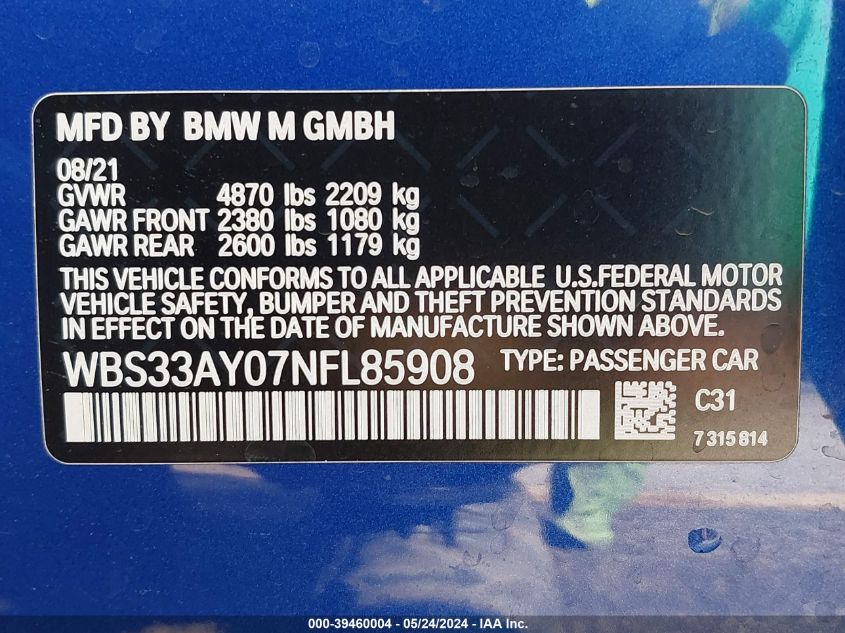 MFD BY BMW M GMBH
08/21
GVWR 4870 lbs 2209 kg
GAWR FRONT 2380 lbs 1080 kg
GAWR REAR 2600 lbs 1179 kg
THIS VEHICLE CONFORMS TO ALL APPLICABLE U.S.FEDERAL MOTOR
VEHICLE SAFETY, BUMPER AND THEFT PREVENTION STANDARDS
IN EFFECT ON THE DATE OF MANUFACTURE SHOWN ABOVE.
WBS33AY07NFL85908 TYPE: PASSENGER CAR
C31
7315814
000-39460004 - 05/24/2024 - IAA Inc.